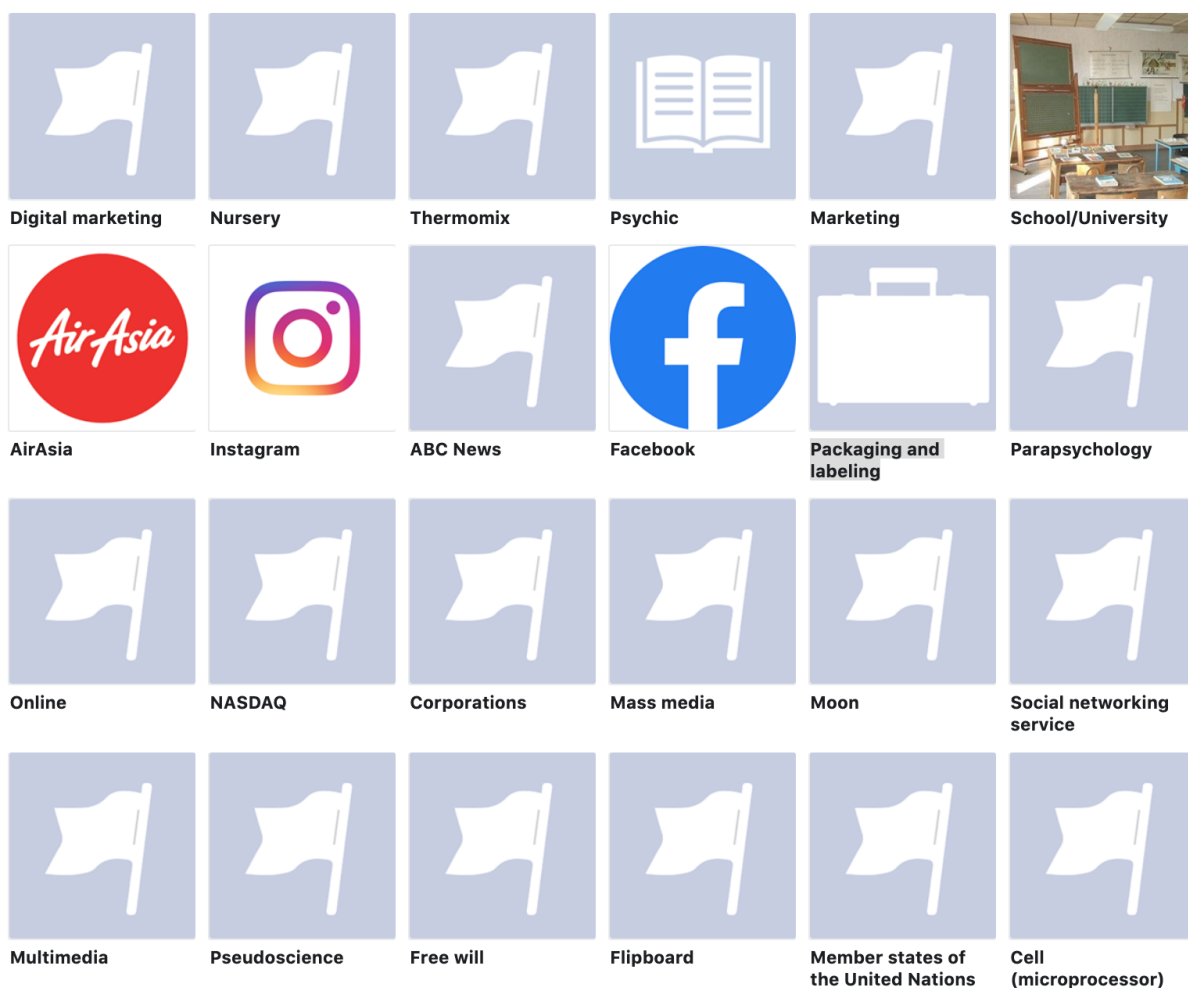 Digital marketing
Nursery
Thermomix
Psychic
Marketing
School/University
AirAsia
AirAsia
Instagram
ABC News
Facebook
Packaging and
labeling
Parapsychology
Online
NASDAQ
Corporations
Mass media
Moon
Social networking
service
Multimedia
Pseudoscience
Free will
Flipboard
Member states of
the United Nations
Cell
(microprocessor)